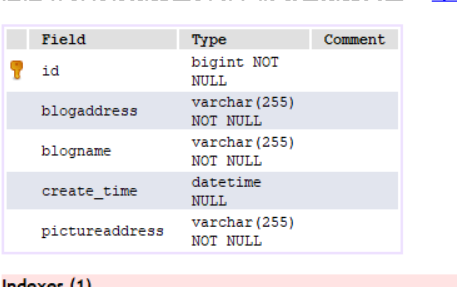 Field Type Comment
id bigint NOT
NULL
blogaddress varchar(255)
NOT NULL
blogname varchar(255)
NOT NULL
create_time datetime
NULL
pictureaddress varchar(255)
NOT NULL
Indexes (1)